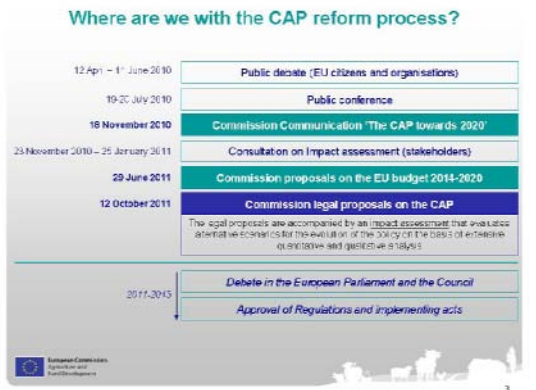 Where are we with the CAP reform process?
12 April – 11 June 2010
Public debate (EU citizens and organisations)
19-20 July 2010
Public conference
18 November 2010
Commission Communication 'The CAP towards 2020'
23 November 2010 – 25 January 2011
Consultation on Impact assessment (stakeholders)
29 June 2011
Commission proposals on the EU budget 2014-2020
12 October 2011
Commission legal proposals on the CAP
The legal proposals are accompanied by an impact assessment that evaluates
alternative scenarios for the evolution of the policy on the basis of extensive
quantitative and qualitative analysis
2011-2013
Debate in the European Parliament and the Council
Approval of Regulations and implementing acts
European Commission
Agriculture and
Rural Development
3